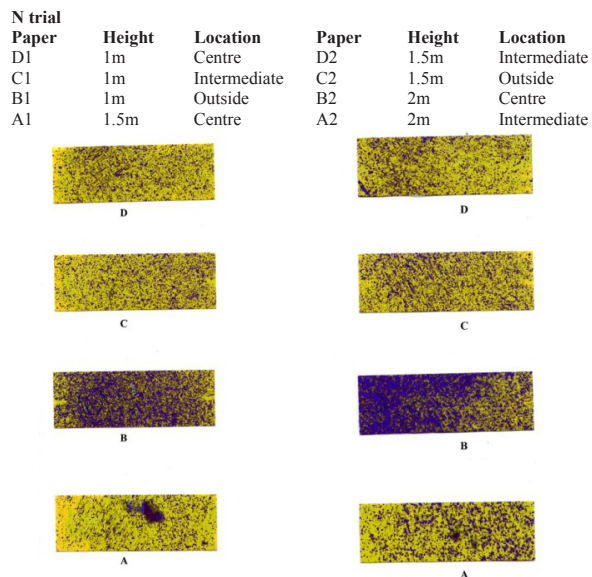 N trial
Paper Height Location Paper Height Location
D1 1m Centre D2 1.5m Intermediate
C1 1m Intermediate C2 1.5m Outside
B1 1m Outside B2 2m Centre
A1 1.5m Centre A2 2m Intermediate
D D
C C
B B
A A